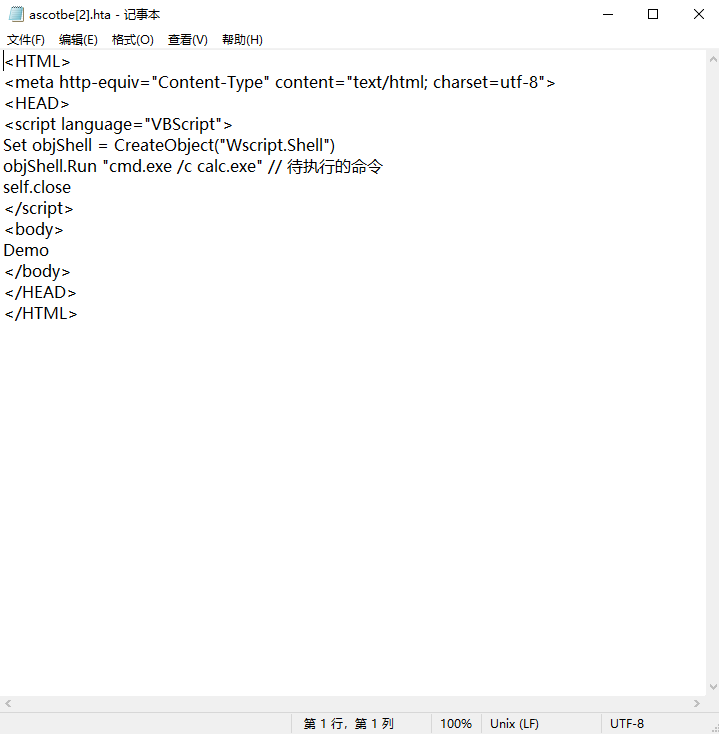 ascotbe[2].hta - 记事本
文件(F) 编辑(E) 格式(O) 查看(V) 帮助(H)
<HTML>
<meta http-equiv="Content-Type" content="text/html; charset=utf-8">
<HEAD>
<script language="VBScript">
Set objShell = CreateObject("Wscript.Shell")
objShell.Run "cmd.exe /c calc.exe" // 待执行的命令
self.close
</script>
<body>
Demo
</body>
</HEAD>
</HTML>
第 1 行，第 1 列 100% Unix (LF) UTF-8